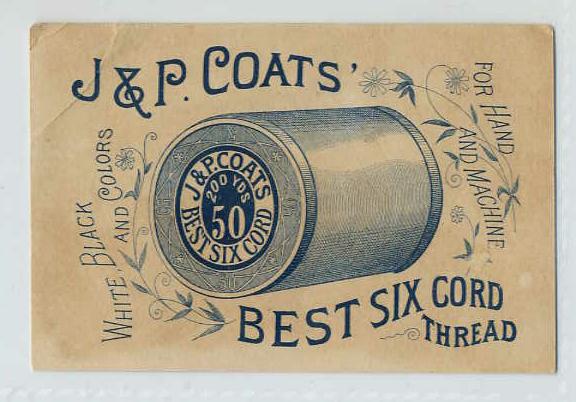 J & P. COATS'
WHITE, BLACK
AND COLORS
FOR HAND
AND MACHINE.
J & P. COATS
200 YDS
50
BEST SIX CORD
BEST SIX CORD
THREAD